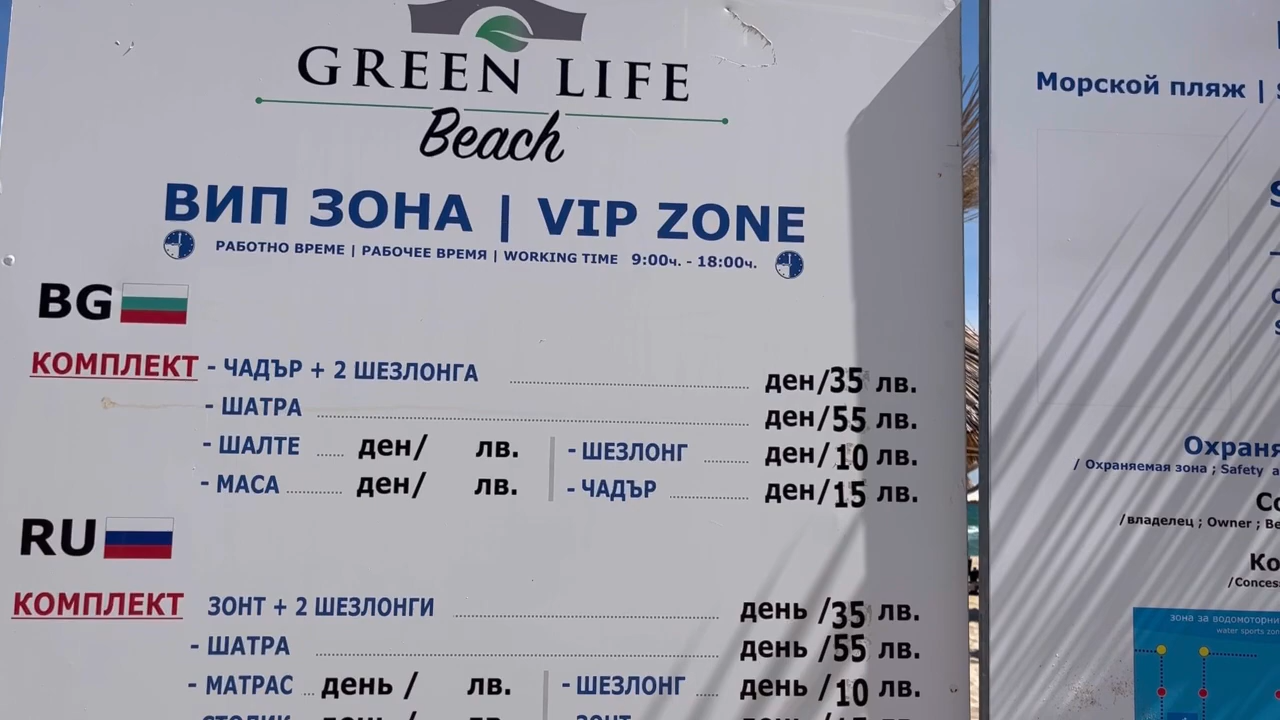 GREEN LIFE
Beach
ВИП ЗОНА | VIP ZONE
РАБОТНО ВРЕМЕ | РАБОЧЕЕ ВРЕМЯ | WORKING TIME 9:00ч. - 18:00ч.
BG
КОМПЛЕКТ - ЧАДЪР + 2 ШЕЗЛОНГА ден/35 лв.
- ШАТРА ден/55 лв.
- ШАЛТЕ ..... ден/ лв. - ШЕЗЛОНГ ден/10 лв.
- МАСА ..... ден/ лв. - ЧАДЪР ден/15 лв.
RU
КОМПЛЕКТ ЗОНТ + 2 ШЕЗЛОНГИ день /35 лв.
- ШАТРА день /55 лв.
- МАТРАС .. день / лв. - ШЕЗЛОНГ ..... день /10 лв.
Морской пляж |
Охраня
/ Охраняемая зона ; Safety
/владелец ; Owner ;
Ко
зона за водомоторни
water sports